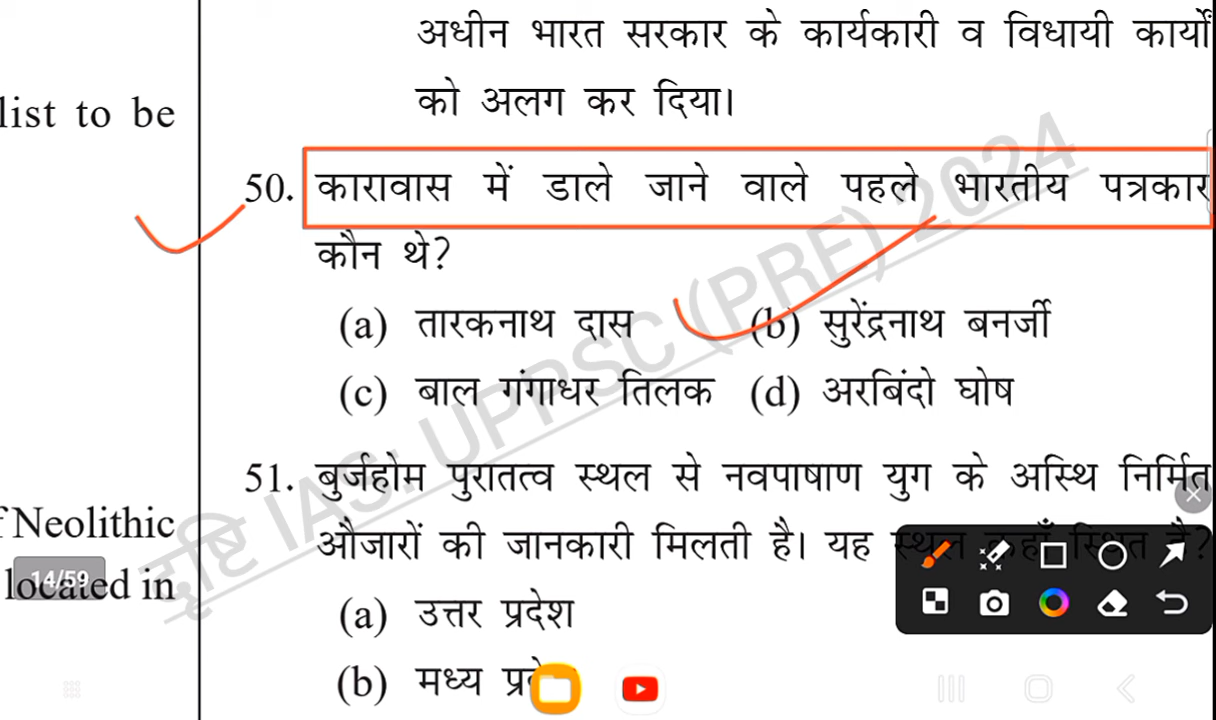 अधीन भारत सरकार के कार्यकारी व विधायी कार्यों
को अलग कर दिया।
list to be
50. कारावास में डाले जाने वाले पहले भारतीय पत्रकार
कौन थे?
(a) तारकनाथ दास (b) सुरेंद्रनाथ बनर्जी
(c) बाल गंगाधर तिलक (d) अरबिंदो घोष
51. बुर्जहोम पुरातत्व स्थल से नवपाषाण युग के अस्थि निर्मित
Neolithic
औजारों की जानकारी मिलती है। यह स्थल कहाँ स्थित है?
14/59
located in
(a) उत्तर प्रदेश
(b) मध्य
दृष्टि IAS: UPPSC (PRE) 2024